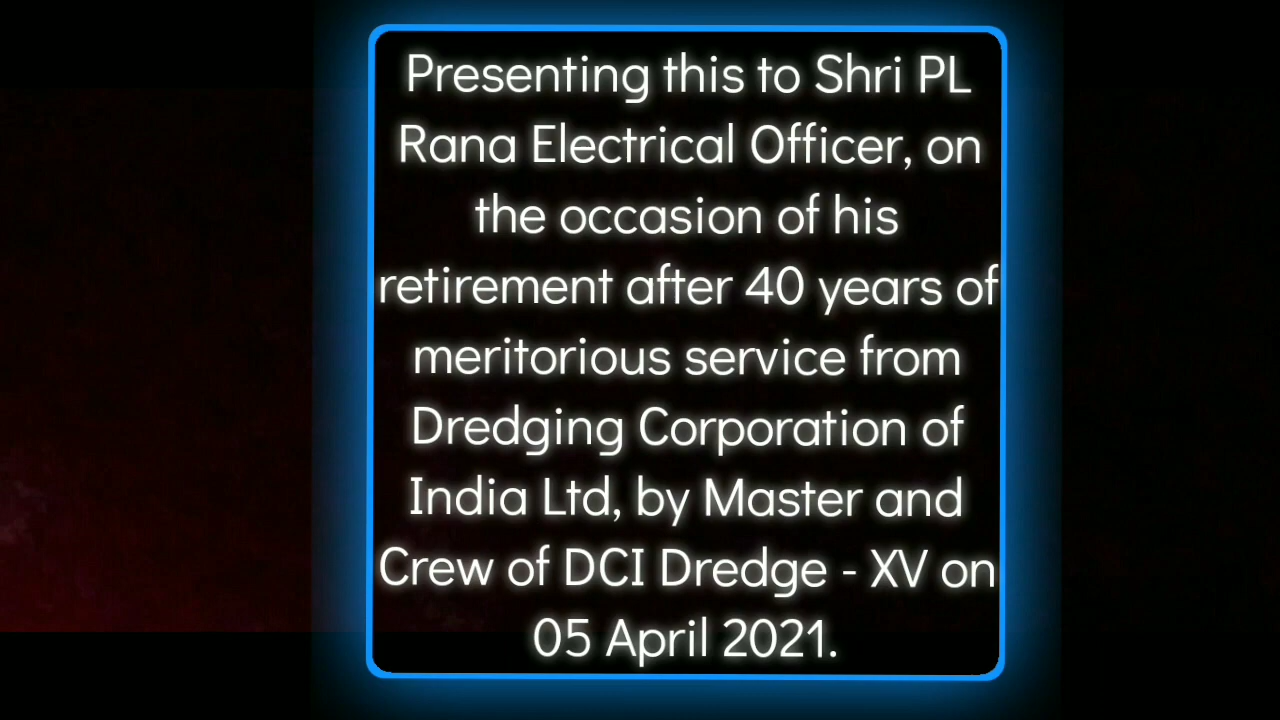 Presenting this to Shri PL
Rana Electrical Officer, on
the occasion of his
retirement after 40 years of
meritorious service from
Dredging Corporation of
India Ltd, by Master and
Crew of DCI Dredge - XV on
05 April 2021.